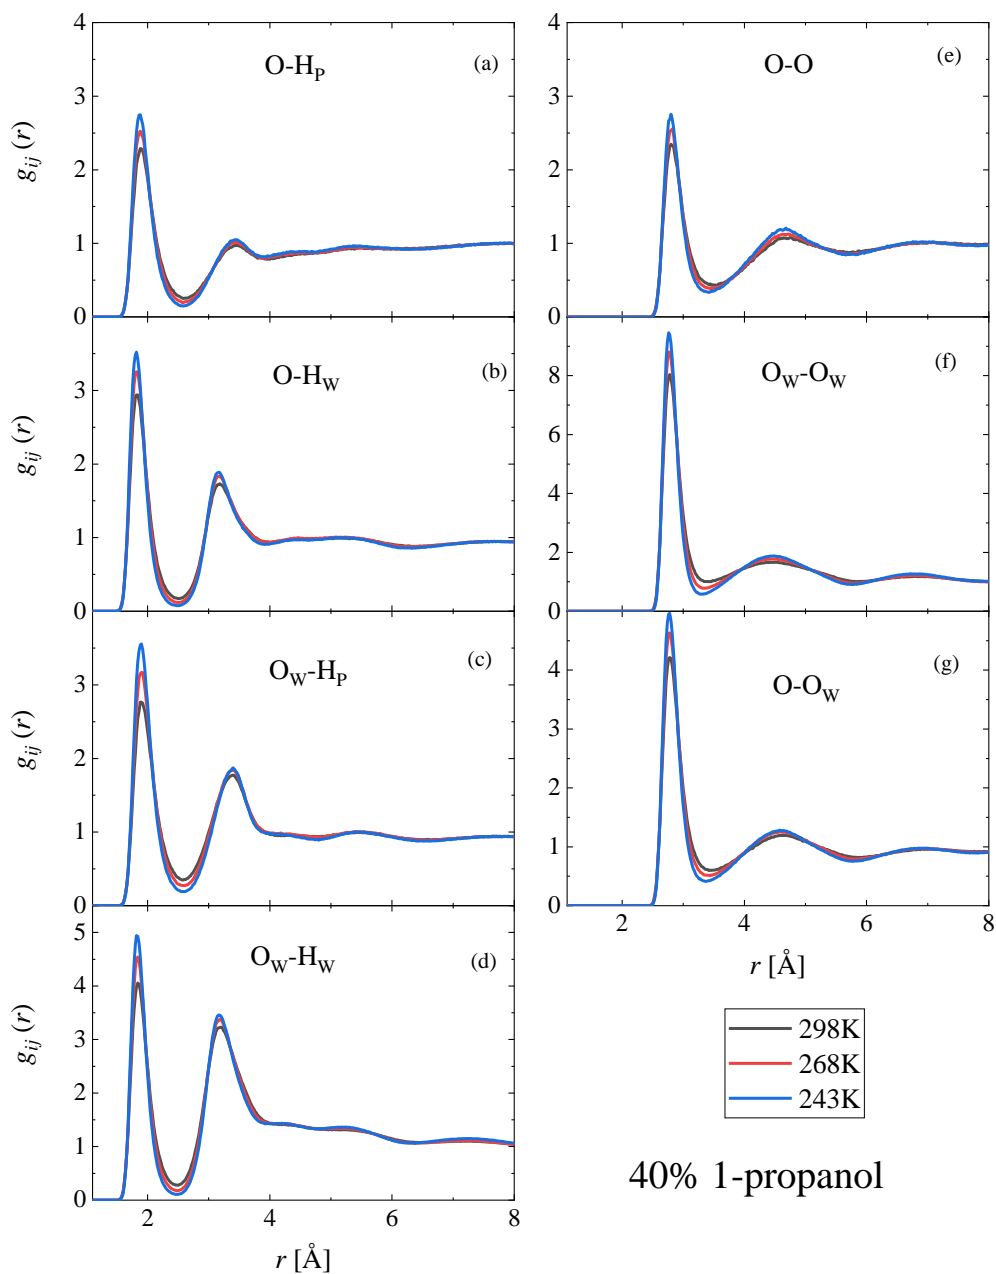 4
3
2
1
0
g_ij (r)
O-H_P
(a)
3
2
1
0
g_ij (r)
O-H_W
(b)
3
2
1
0
g_ij (r)
O_W-H_P
(c)
5
4
3
2
1
0
g_ij (r)
O_W-H_W
(d)
2 4 6 8
r [Å]
4
3
2
1
0
O-O
(e)
8
6
4
2
0
O_W-O_W
(f)
4
3
2
1
0
O-O_W
(g)
2 4 6 8
r [Å]
298K
268K
243K
40% 1-propanol